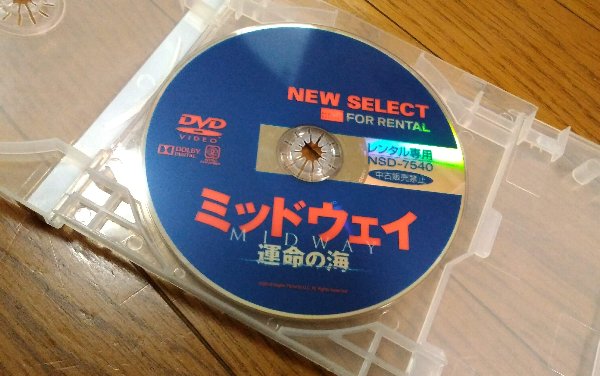 NEW SELECT
FOR RENTAL
DVD
VIDEO
レンタル専用
NSD-7540
中古販売禁止
DOLBY
DIGITAL
ミッドウェイ
MIDWAY
運命の海